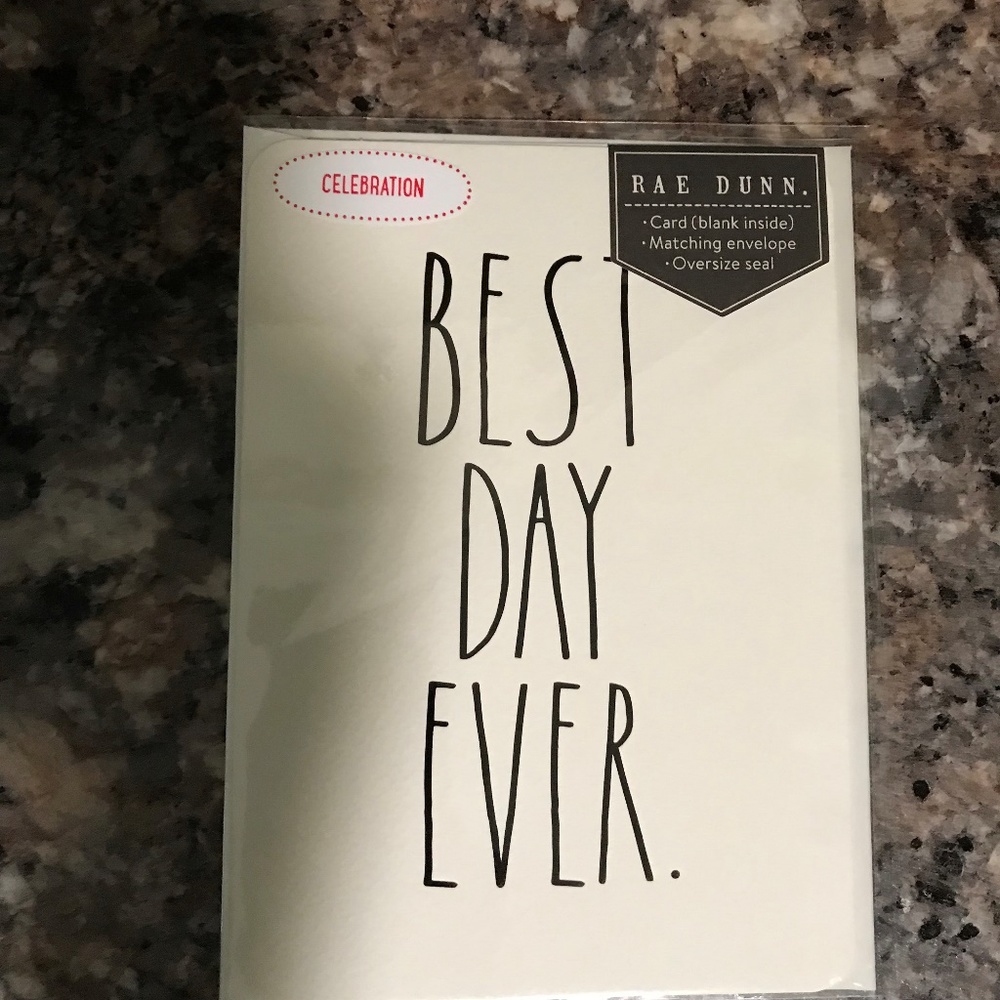 CELEBRATION
RAE DUNN.
· Card (blank inside)
· Matching envelope
· Oversize seal
BEST
DAY
EVER.